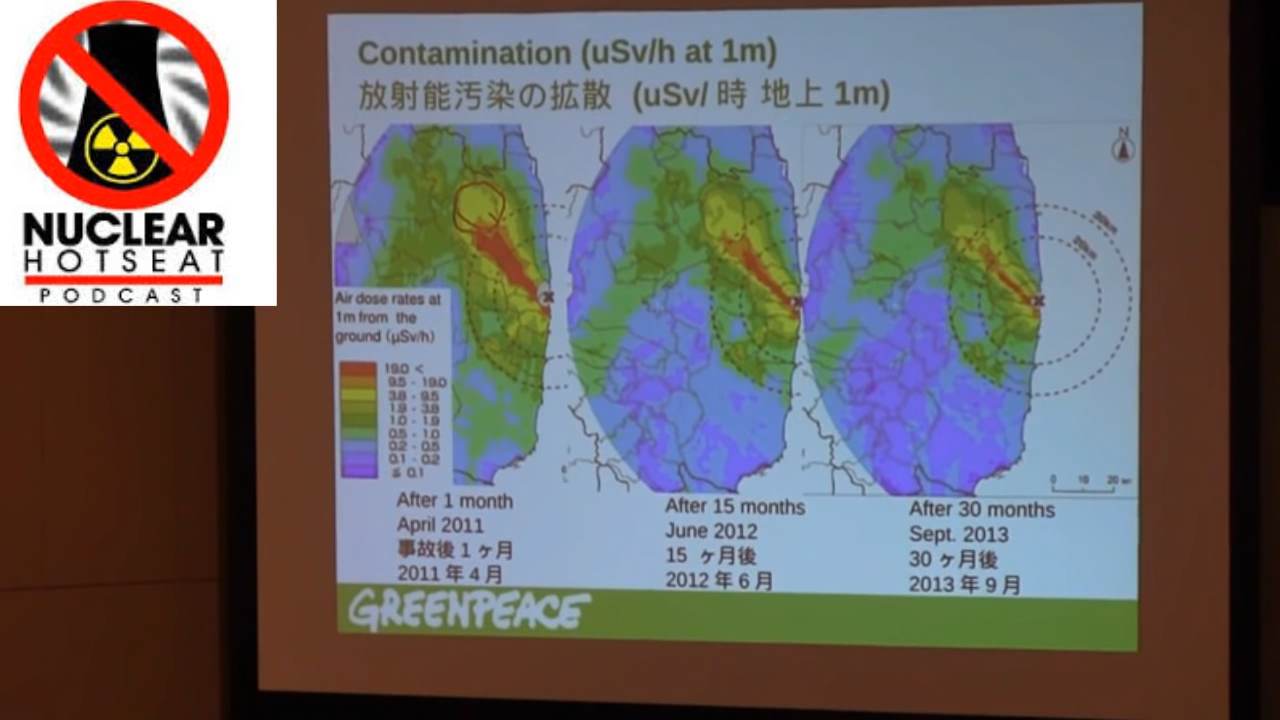 NUCLEAR
HOTSEAT
PODCAST
Contamination (uSv/h at 1m)
放射能汚染の拡散 (uSv/ 時 地上 1m)
N
30km
20km
Air dose rates at
1m from the
ground (μSv/h)
19.0 <
9.5 - 19.0
3.8 - 9.5
1.9 - 3.8
1.0 - 1.9
0.5 - 1.0
0.2 - 0.5
0.1 - 0.2
≤ 0.1
0 10 20 km
After 1 month
April 2011
事故後 1 ヶ月
2011 年 4 月
After 15 months
June 2012
15 ヶ月後
2012 年 6 月
After 30 months
Sept. 2013
30 ヶ月後
2013 年 9 月
GREENPEACE